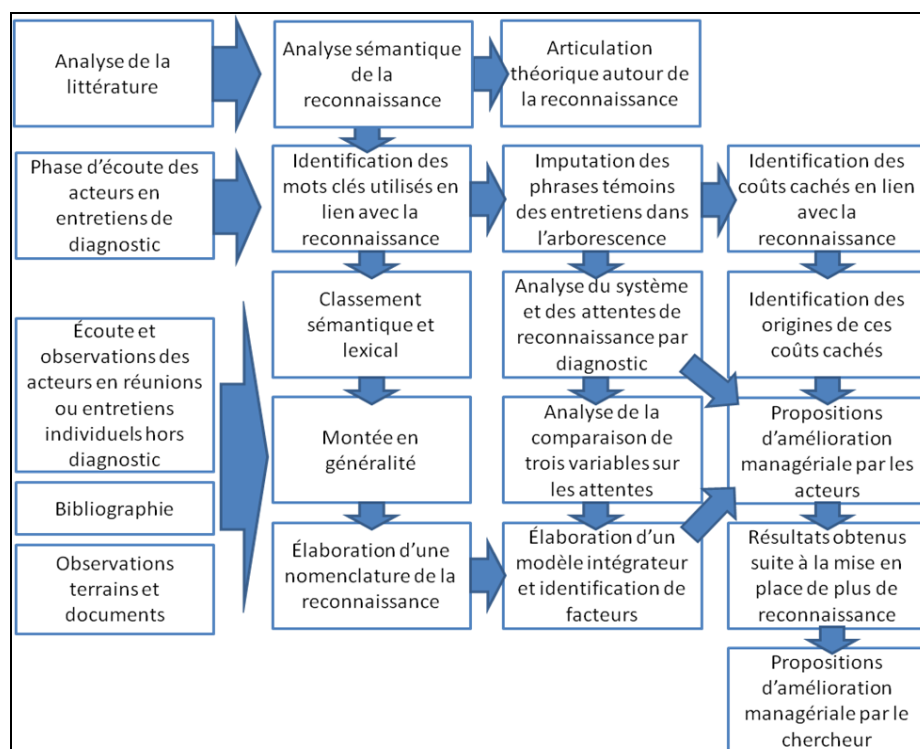 Analyse de la
littérature
Analyse sémantique
de la
reconnaissance
Articulation
théorique autour de
la reconnaissance
Phase d'écoute des
acteurs en
entretiens de
diagnostic
Identification des
mots clés utilisés en
lien avec la
reconnaissance
Imputation des
phrases témoins
des entretiens dans
l'arborescence
Identification des
coûts cachés en lien
avec la
reconnaissance
Classement
sémantique et
lexical
Analyse du système
et des attentes de
reconnaissance par
diagnostic
Identification des
origines de ces
coûts cachés
Écoute et
observations des
acteurs en réunions
ou entretiens
individuels hors
diagnostic
Montée en
généralité
Analyse de la
comparaison de
trois variables sur
les attentes
Propositions
d'amélioration
managériale par les
acteurs
Bibliographie
Observations
terrains et
documents
Élaboration d'une
nomenclature de la
reconnaissance
Élaboration d'un
modèle intégrateur
et identification de
facteurs
Résultats obtenus
suite à la mise en
place de plus de
reconnaissance
Propositions
d'amélioration
managériale par le
chercheur